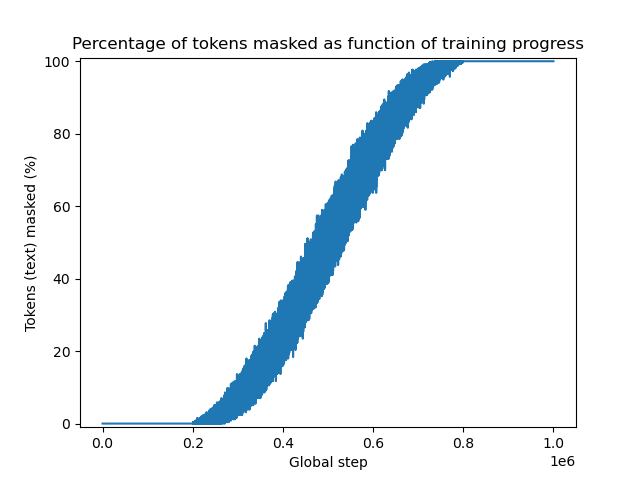 Percentage of tokens masked as function of training progress
Tokens (text) masked (%)
100
80
60
40
20
0
0.0 0.2 0.4 0.6 0.8 1.0
1e6
Global step